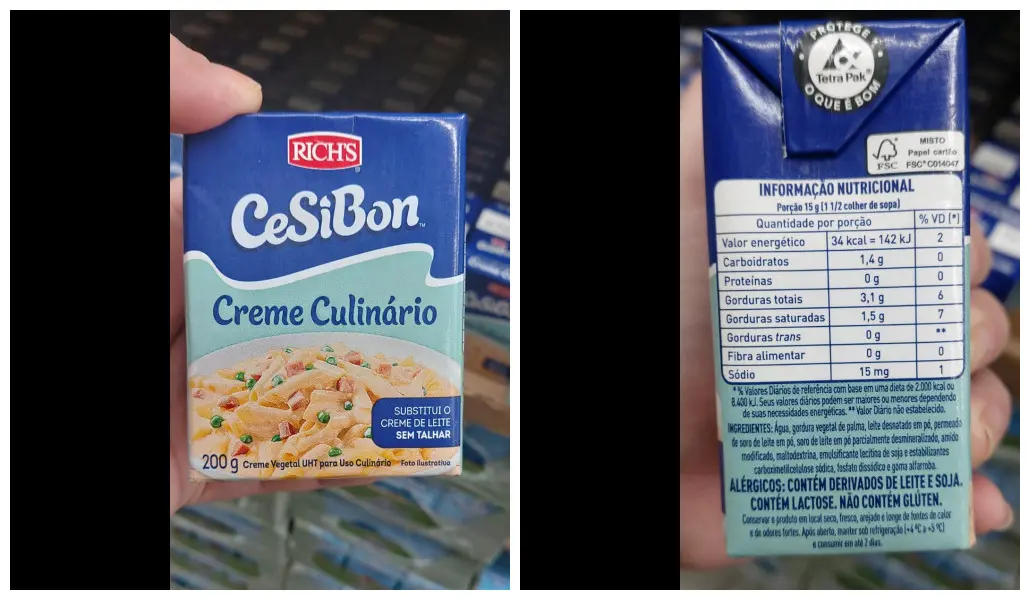 RICH'S
CeSiBon™
Creme Culinário
SUBSTITUI O
CREME DE LEITE
SEM TALHAR
200 g Creme Vegetal UHT para Uso Culinário Foto Ilustrativa
PROTEGE
Tetra Pak®
O QUE É BOM
FSC
MISTO
Papel cartão
FSC® C014047
INFORMAÇÃO NUTRICIONAL
Porção 15 g (1 1/2 colher de sopa)
Quantidade por porção % VD (*)
Valor energético 34 kcal = 142 kJ 2
Carboidratos 1,4 g 0
Proteínas 0 g 0
Gorduras totais 3,1 g 6
Gorduras saturadas 1,5 g 7
Gorduras trans 0 g **
Fibra alimentar 0 g 0
Sódio 15 mg 1
* % Valores Diários de referência com base em uma dieta de 2.000 kcal ou
8.400 kJ. Seus valores diários podem ser maiores ou menores dependendo
de suas necessidades energéticas. ** Valor Diário não estabelecido.
INGREDIENTES: Água, gordura vegetal de palma, leite desnatado em pó, permeado
de soro de leite em pó, soro de leite em pó parcialmente desmineralizado, amido
modificado, maltodextrina, emulsificante lecitina de soja e estabilizantes
carboximetilcelulose sódica, fosfato dissódico e goma alfarroba.
ALÉRGICOS: CONTÉM DERIVADOS DE LEITE E SOJA.
CONTÉM LACTOSE. NÃO CONTÉM GLÚTEN.
Conservar o produto em local seco, fresco, arejado e longe de fontes de calor
e de odores fortes. Após aberto, manter sob refrigeração (+4 °C a +5 °C)
e consumir em até 2 dias.